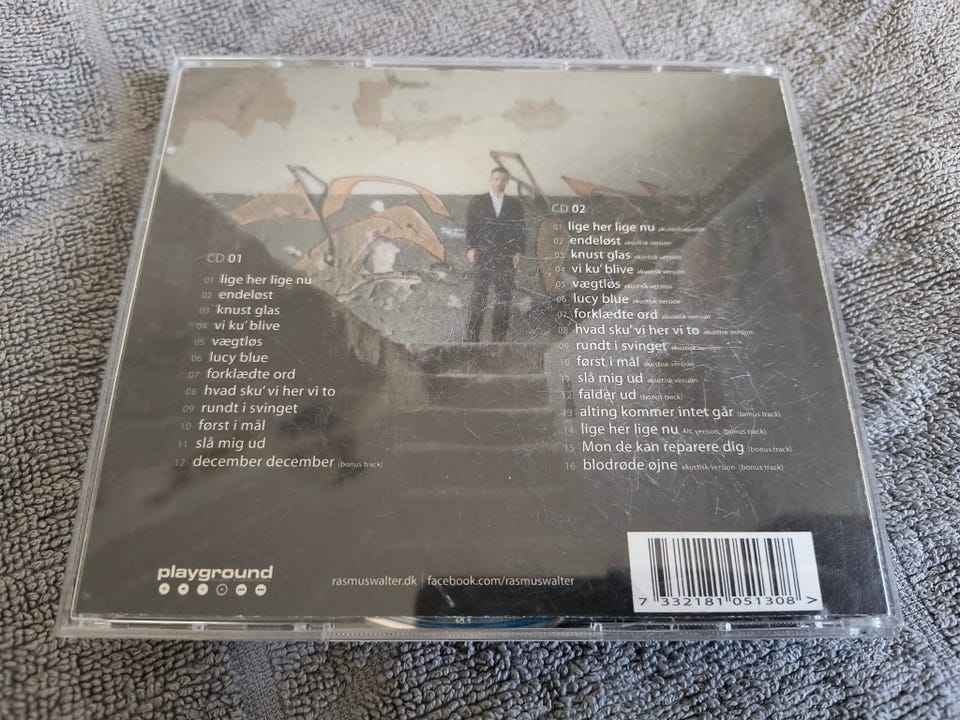 CD 01
01 lige her lige nu
02 endeløst
03 knust glas
04 vi ku' blive
05 vægtløs
06 lucy blue
07 forklædte ord
08 hvad sku' vi her vi to
09 rundt i svinget
10 først i mål
11 slå mig ud
12 december december (bonus track)
CD 02
01 lige her lige nu akustisk version
02 endeløst akustisk version
03 knust glas akustisk version
04 vi ku' blive akustisk version
05 vægtløs akustisk version
06 lucy blue akustisk version
07 forklædte ord akustisk version
08 hvad sku' vi her vi to akustisk version
09 rundt i svinget akustisk version
10 først i mål akustisk version
11 slå mig ud akustisk version
12 falder ud (bonus track)
13 alting kommer intet går (bonus track)
14 lige her lige nu Alt. version, (bonus track)
15 Mon de kan reparere dig (bonus track)
16 blodrøde øjne akustisk version (bonus track)
playground
rasmuswalter.dk | facebook.com/rasmuswalter
7 332181 051308 >